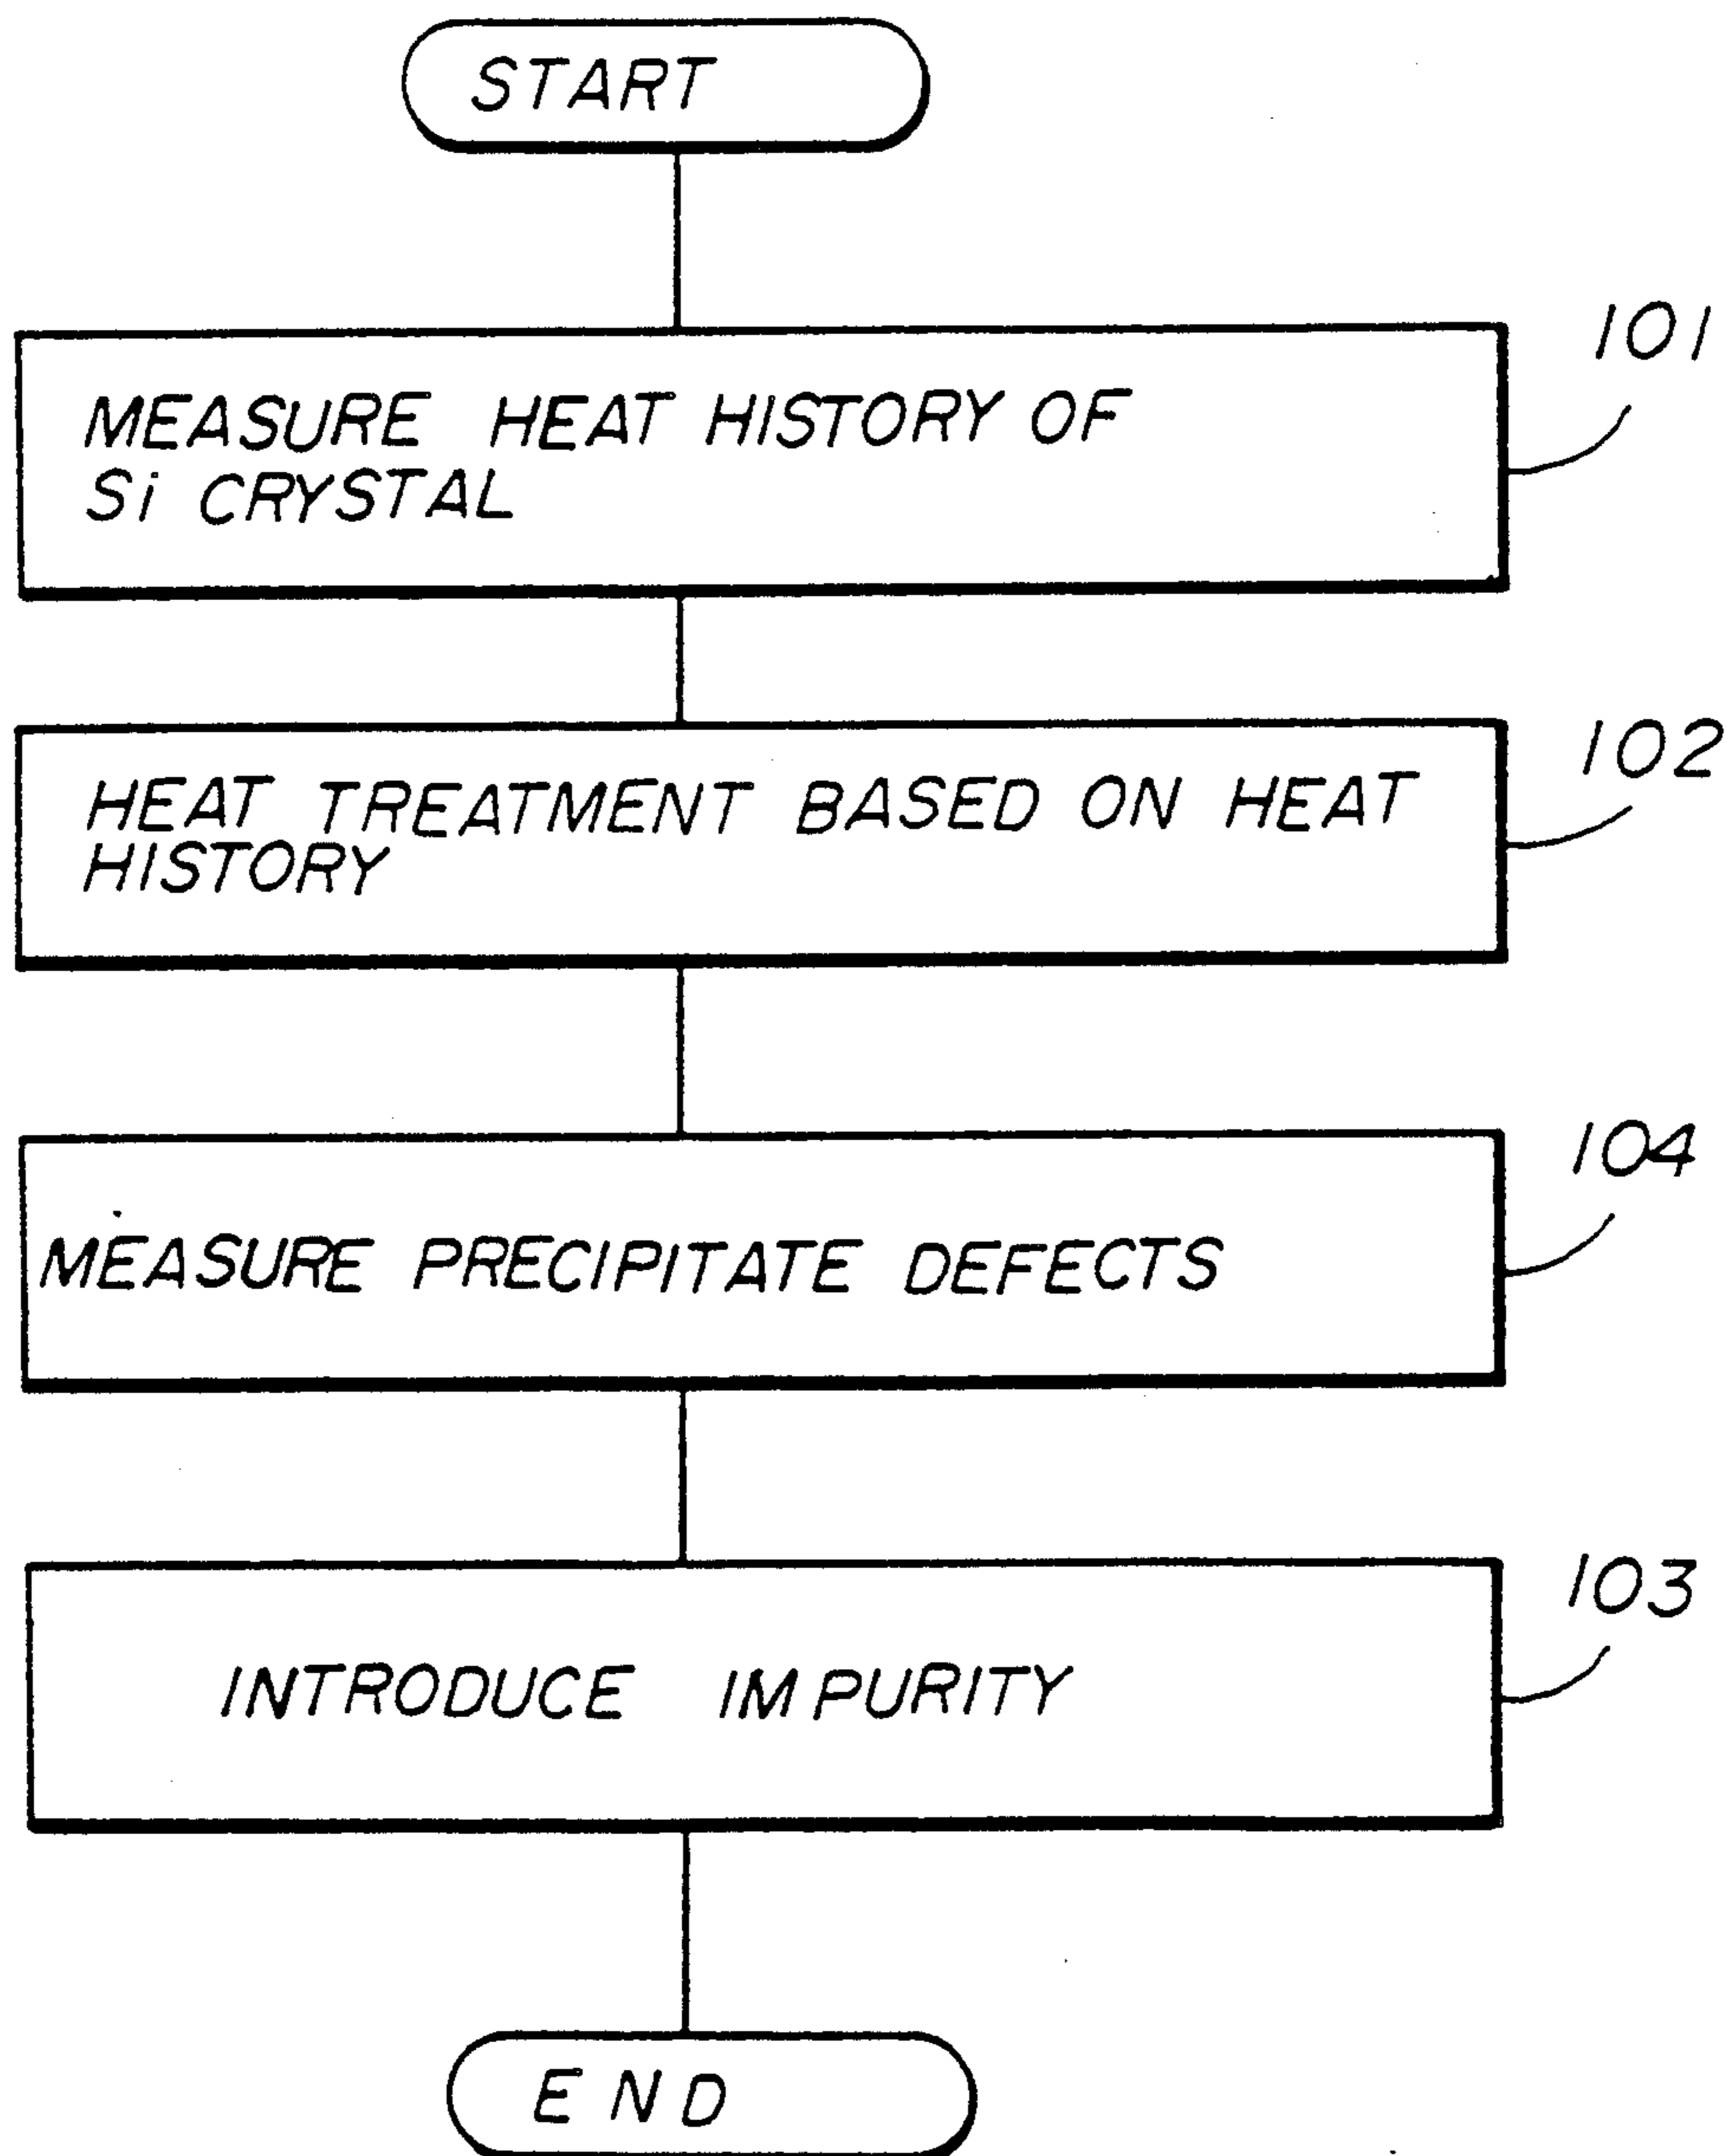 START
MEASURE HEAT HISTORY OF
Si CRYSTAL
101
HEAT TREATMENT BASED ON HEAT
HISTORY
102
MEASURE PRECIPITATE DEFECTS
104
INTRODUCE IMPURITY
103
END